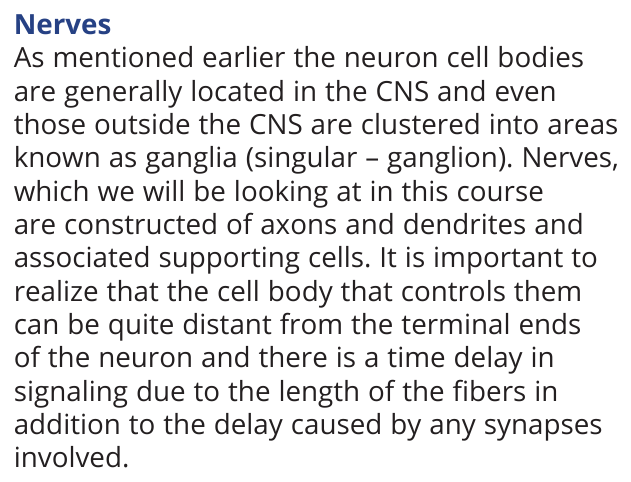 Nerves
As mentioned earlier the neuron cell bodies
are generally located in the CNS and even
those outside the CNS are clustered into areas
known as ganglia (singular – ganglion). Nerves,
which we will be looking at in this course
are constructed of axons and dendrites and
associated supporting cells. It is important to
realize that the cell body that controls them
can be quite distant from the terminal ends
of the neuron and there is a time delay in
signaling due to the length of the fibers in
addition to the delay caused by any synapses
involved.